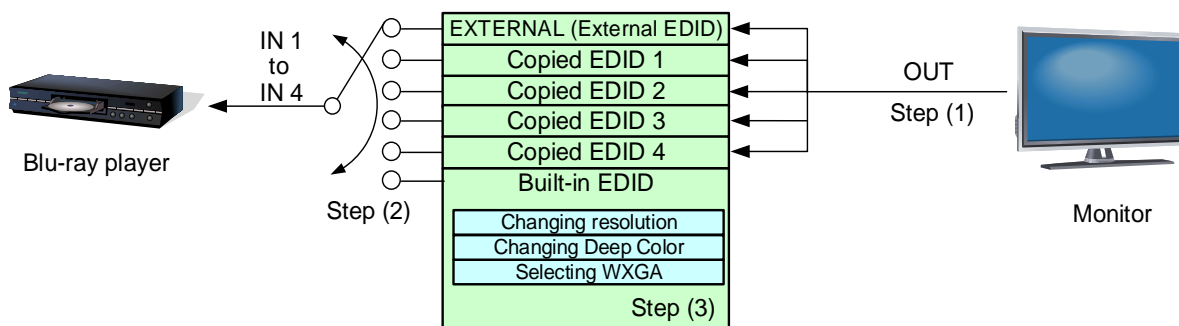 IN 1
to
IN 4
Blu-ray player
Step (2)
EXTERNAL (External EDID)
Copied EDID 1
Copied EDID 2
Copied EDID 3
Copied EDID 4
Built-in EDID
Changing resolution
Changing Deep Color
Selecting WXGA
Step (3)
OUT
Step (1)
Monitor